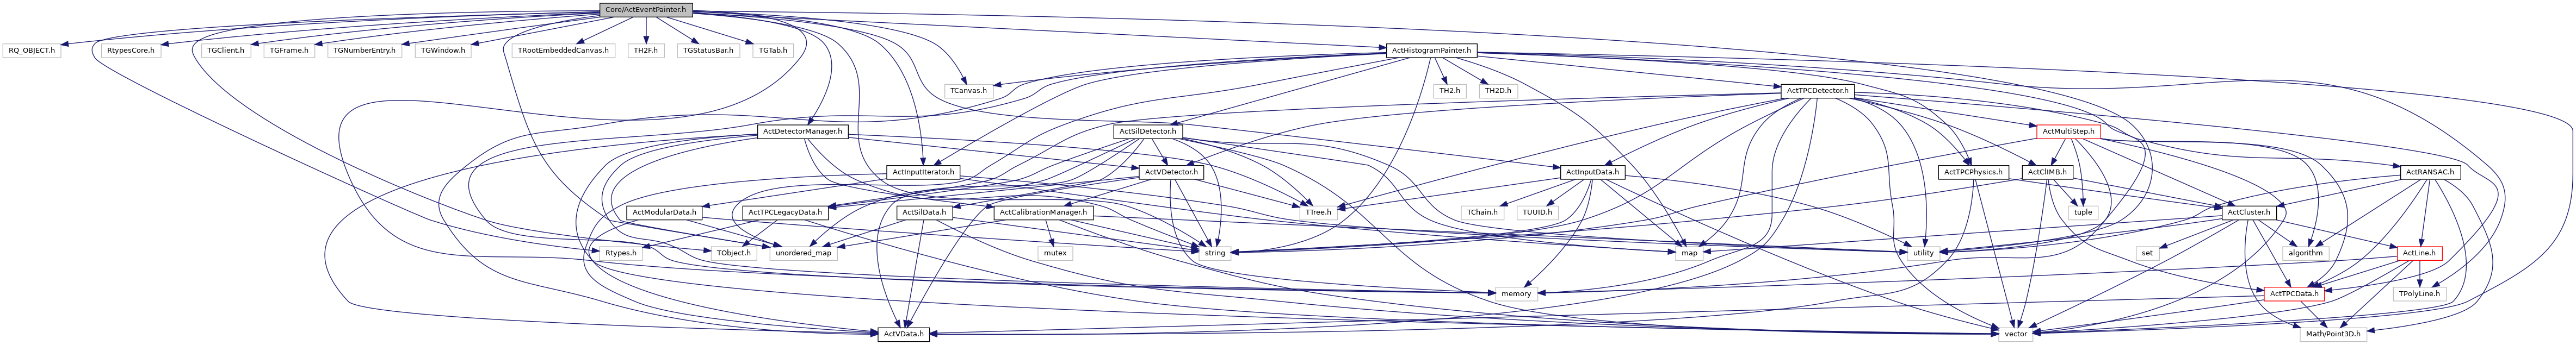 Core/ActEventPainter.h
RQ_OBJECT.h
RtypesCore.h
TGClient.h
TGFrame.h
TGNumberEntry.h
TGWindow.h
TRootEmbeddedCanvas.h
TH2F.h
TGStatusBar.h
TGTab.h
ActHistogramPainter.h
TCanvas.h
TH2.h
TH2D.h
ActTPCDetector.h
ActDetectorManager.h
ActSilDetector.h
ActMultiStep.h
ActInputIterator.h
ActVDetector.h
ActInputData.h
ActTPCPhysics.h
ActClIMB.h
ActRANSAC.h
ActModularData.h
ActTPCLegacyData.h
ActSilData.h
ActCalibrationManager.h
TTree.h
TChain.h
TUUID.h
tuple
ActCluster.h
Rtypes.h
TObject.h
unordered_map
mutex
string
map
utility
set
algorithm
ActLine.h
memory
ActTPCData.h
TPolyLine.h
ActVData.h
vector
Math/Point3D.h